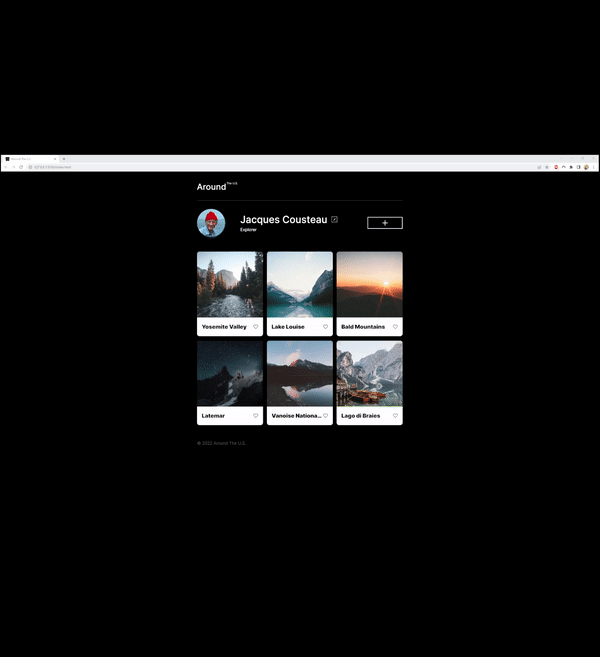 Around The U.S.
Jacques Cousteau
Explorer
Yosemite Valley
Lake Louise
Bald Mountains
Latemar
Vanoise Nationa...
Lago di Braies
© 2022 Around The U.S.